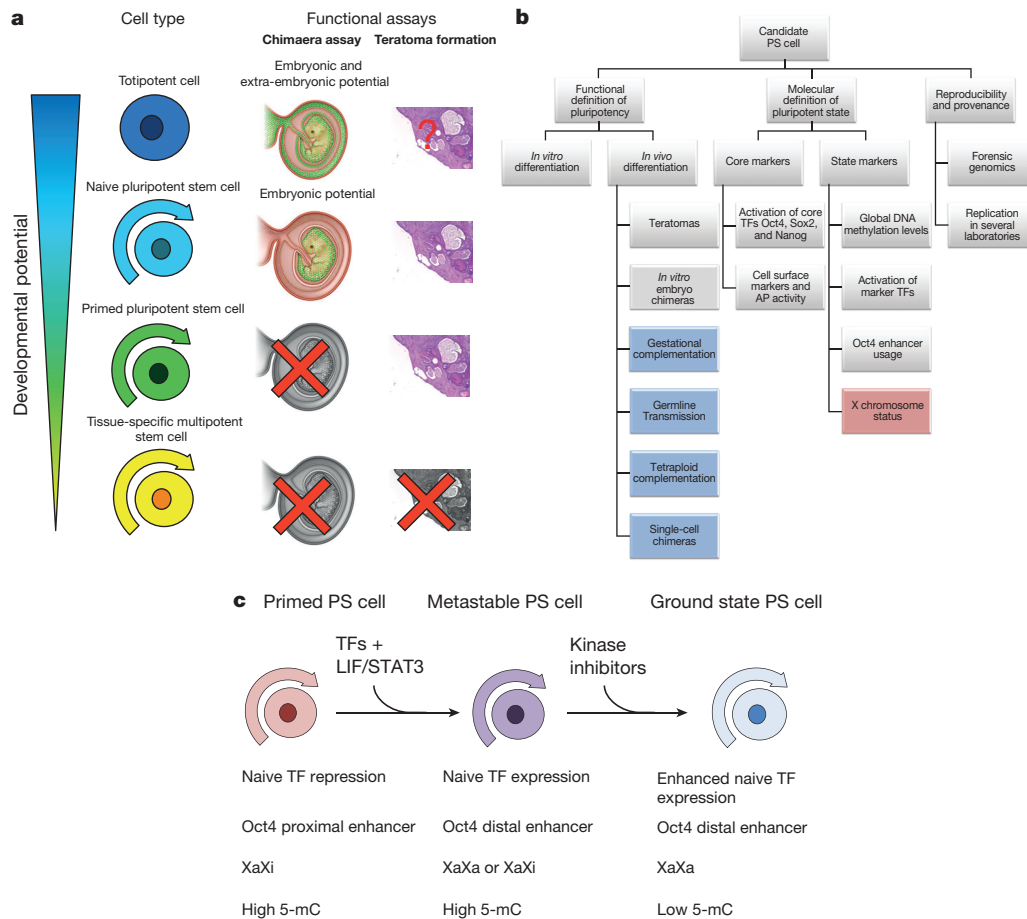 a
Cell type
Functional assays
Chimaera assay
Teratoma formation
Developmental potential
Totipotent cell
Embryonic and
extra-embryonic potential
?
Naive pluripotent stem cell
Embryonic potential
Primed pluripotent stem cell
Tissue-specific multipotent
stem cell
b
Candidate
PS cell
Functional
definition of
pluripotency
Molecular
definition of
pluripotent state
Reproducibility
and provenance
In vitro
differentiation
In vivo
differentiation
Core markers
State markers
Forensic
genomics
Teratomas
Activation of core
TFs Oct4, Sox2,
and Nanog
Global DNA
methylation levels
Replication
in several
laboratories
In vitro
embryo
chimeras
Cell surface
markers and
AP activity
Activation of
marker TFs
Gestational
complementation
Oct4 enhancer
usage
Germline
Transmission
X chromosome
status
Tetraploid
complementation
Single-cell
chimeras
c
Primed PS cell
Metastable PS cell
Ground state PS cell
TFs +
LIF/STAT3
Kinase
inhibitors
Naive TF repression
Naive TF expression
Enhanced naive TF
expression
Oct4 proximal enhancer
Oct4 distal enhancer
Oct4 distal enhancer
XaXi
XaXa or XaXi
XaXa
High 5-mC
High 5-mC
Low 5-mC